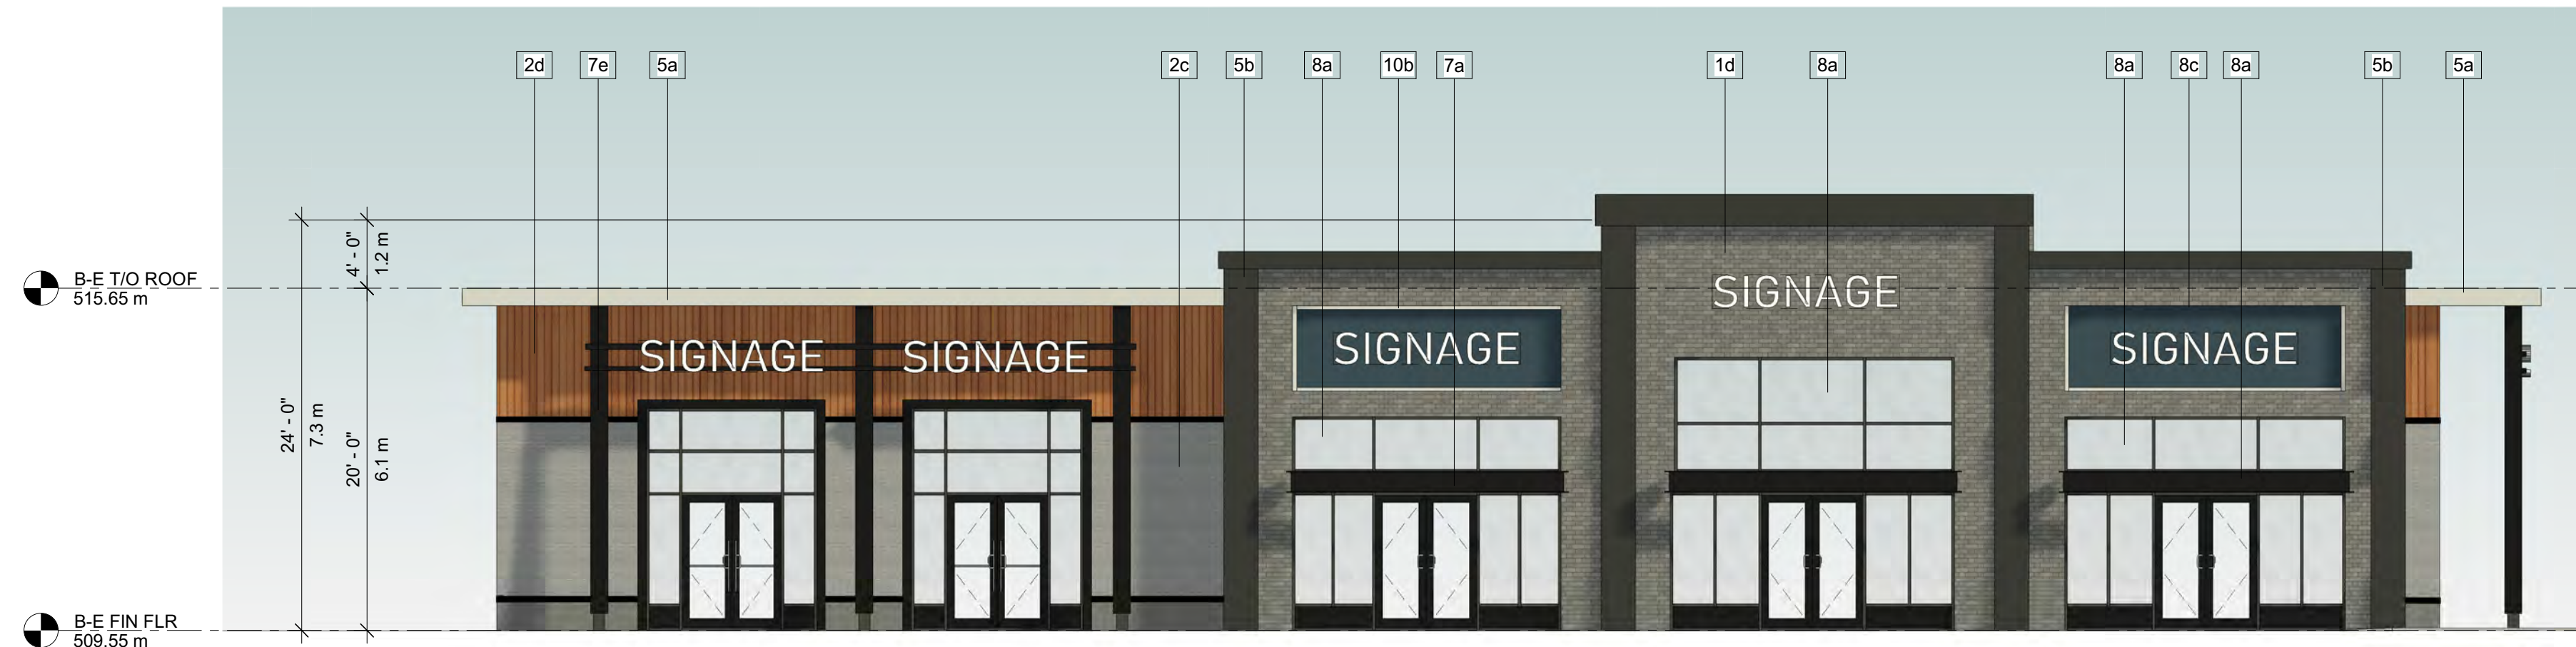 2d 7e 5a 2c 5b 8a 10b 7a 1d 8a 8a 8c 8a 5b 5a
4' - 0"
1.2 m
B-E T/O ROOF
515.65 m
SIGNAGE
SIGNAGE SIGNAGE SIGNAGE SIGNAGE
24' - 0"
7.3 m
20' - 0"
6.1 m
B-E FIN FLR
509.55 m